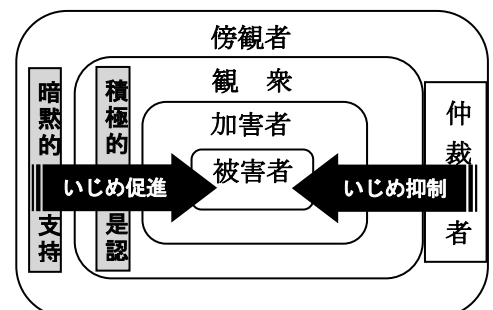 傍観者
観　衆
加害者
被害者
暗黙的支持
積極的是認
いじめ促進
いじめ抑制
仲裁者